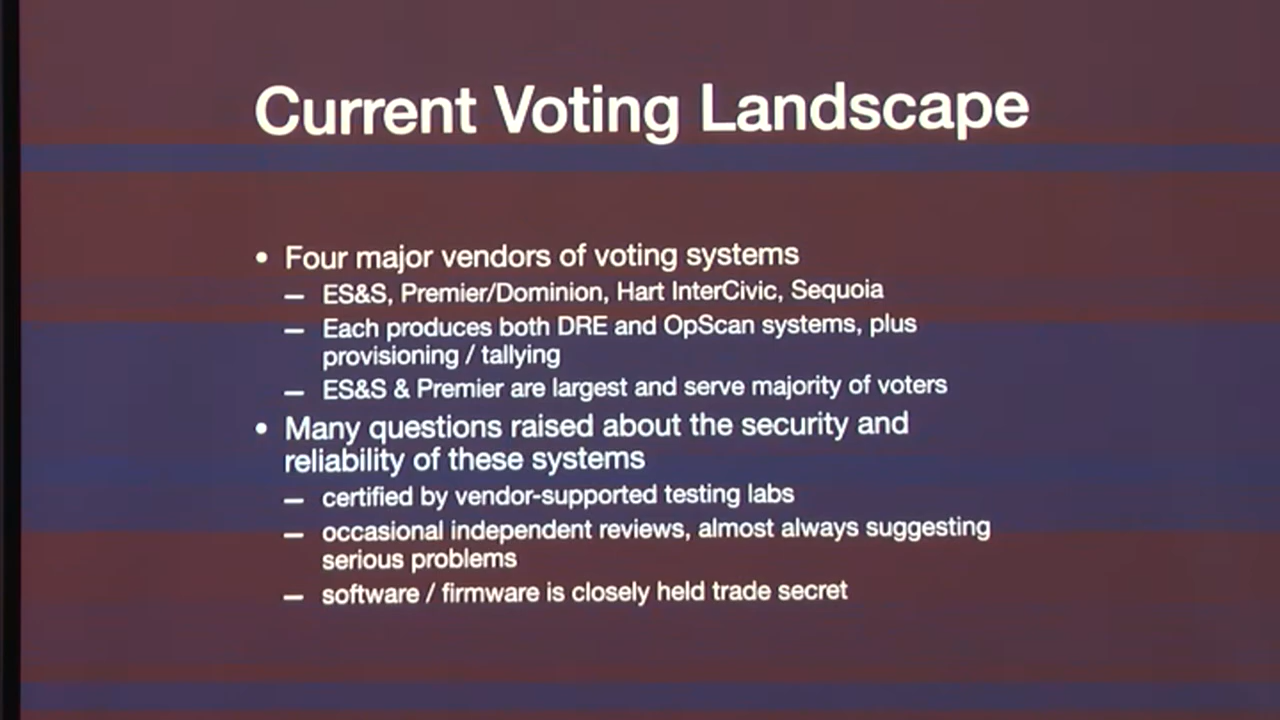 Current Voting Landscape
• Four major vendors of voting systems
– ES&S, Premier/Dominion, Hart InterCivic, Sequoia
– Each produces both DRE and OpScan systems, plus
provisioning / tallying
– ES&S & Premier are largest and serve majority of voters
• Many questions raised about the security and
reliability of these systems
– certified by vendor-supported testing labs
– occasional independent reviews, almost always suggesting
serious problems
– software / firmware is closely held trade secret